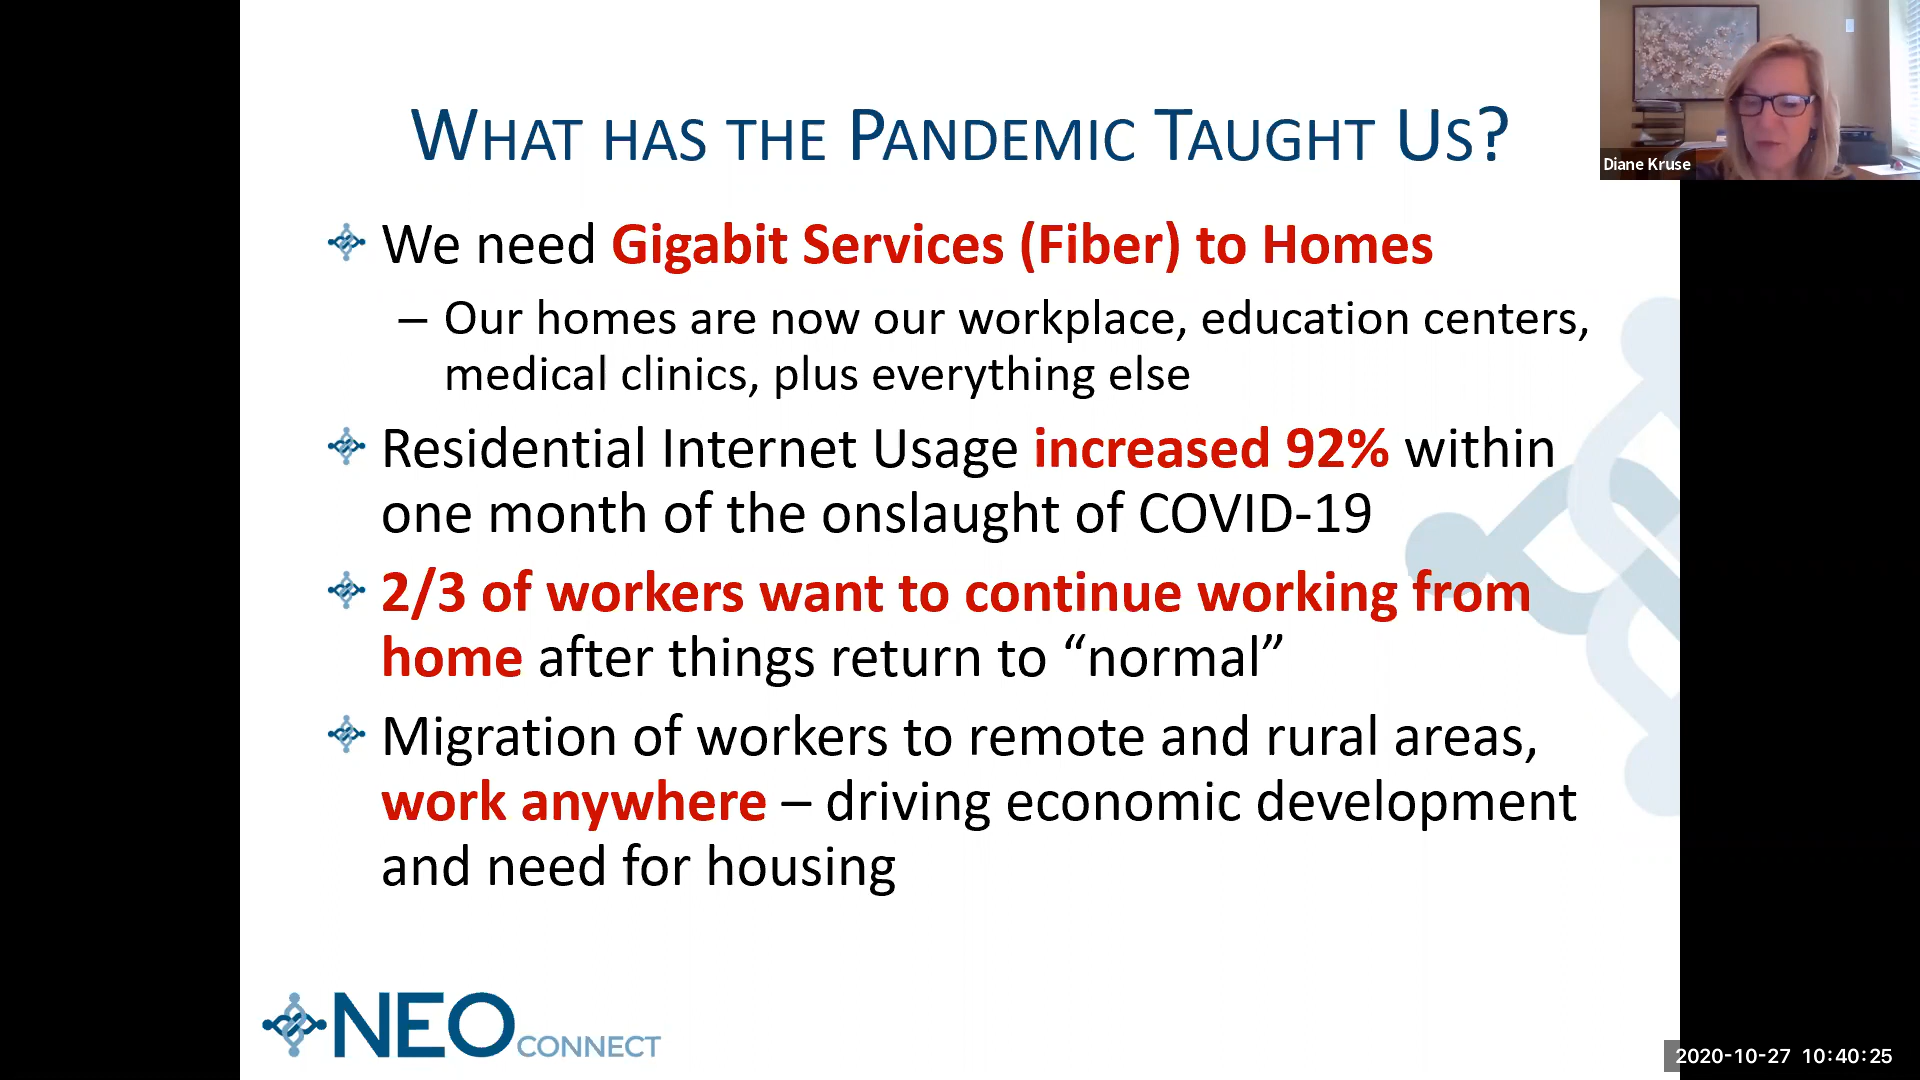 WHAT HAS THE PANDEMIC TAUGHT US?
Diane Kruse
We need Gigabit Services (Fiber) to Homes
– Our homes are now our workplace, education centers,
medical clinics, plus everything else
Residential Internet Usage increased 92% within
one month of the onslaught of COVID-19
2/3 of workers want to continue working from
home after things return to “normal”
Migration of workers to remote and rural areas,
work anywhere – driving economic development
and need for housing
NEO CONNECT
2020-10-27 10:40:25